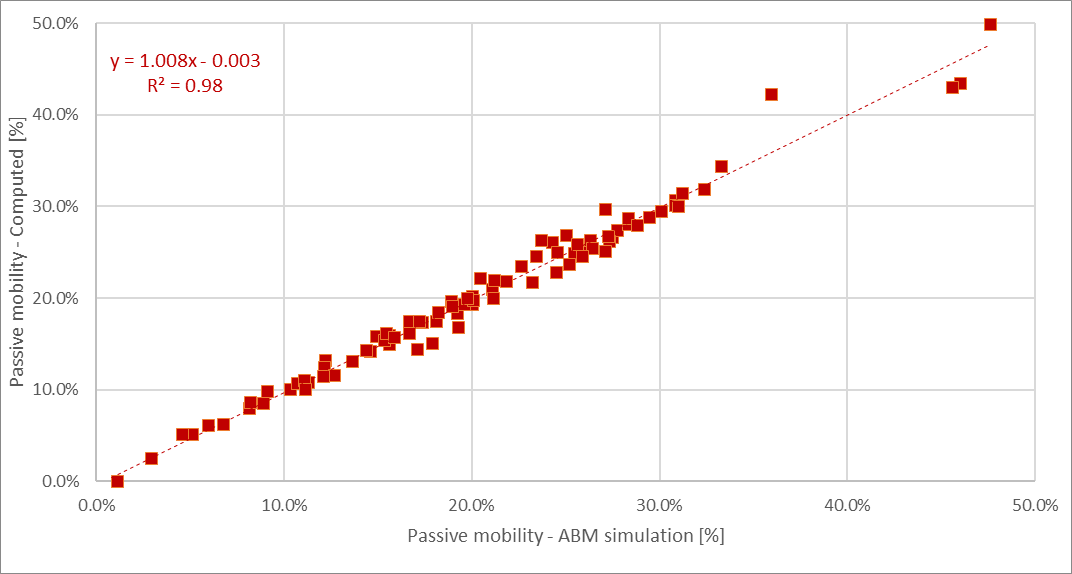 50.0%
y = 1.008x - 0.003
R² = 0.98
40.0%
30.0%
20.0%
10.0%
0.0%
Passive mobility - Computed [%]
0.0% 10.0% 20.0% 30.0% 40.0% 50.0%
Passive mobility - ABM simulation [%]